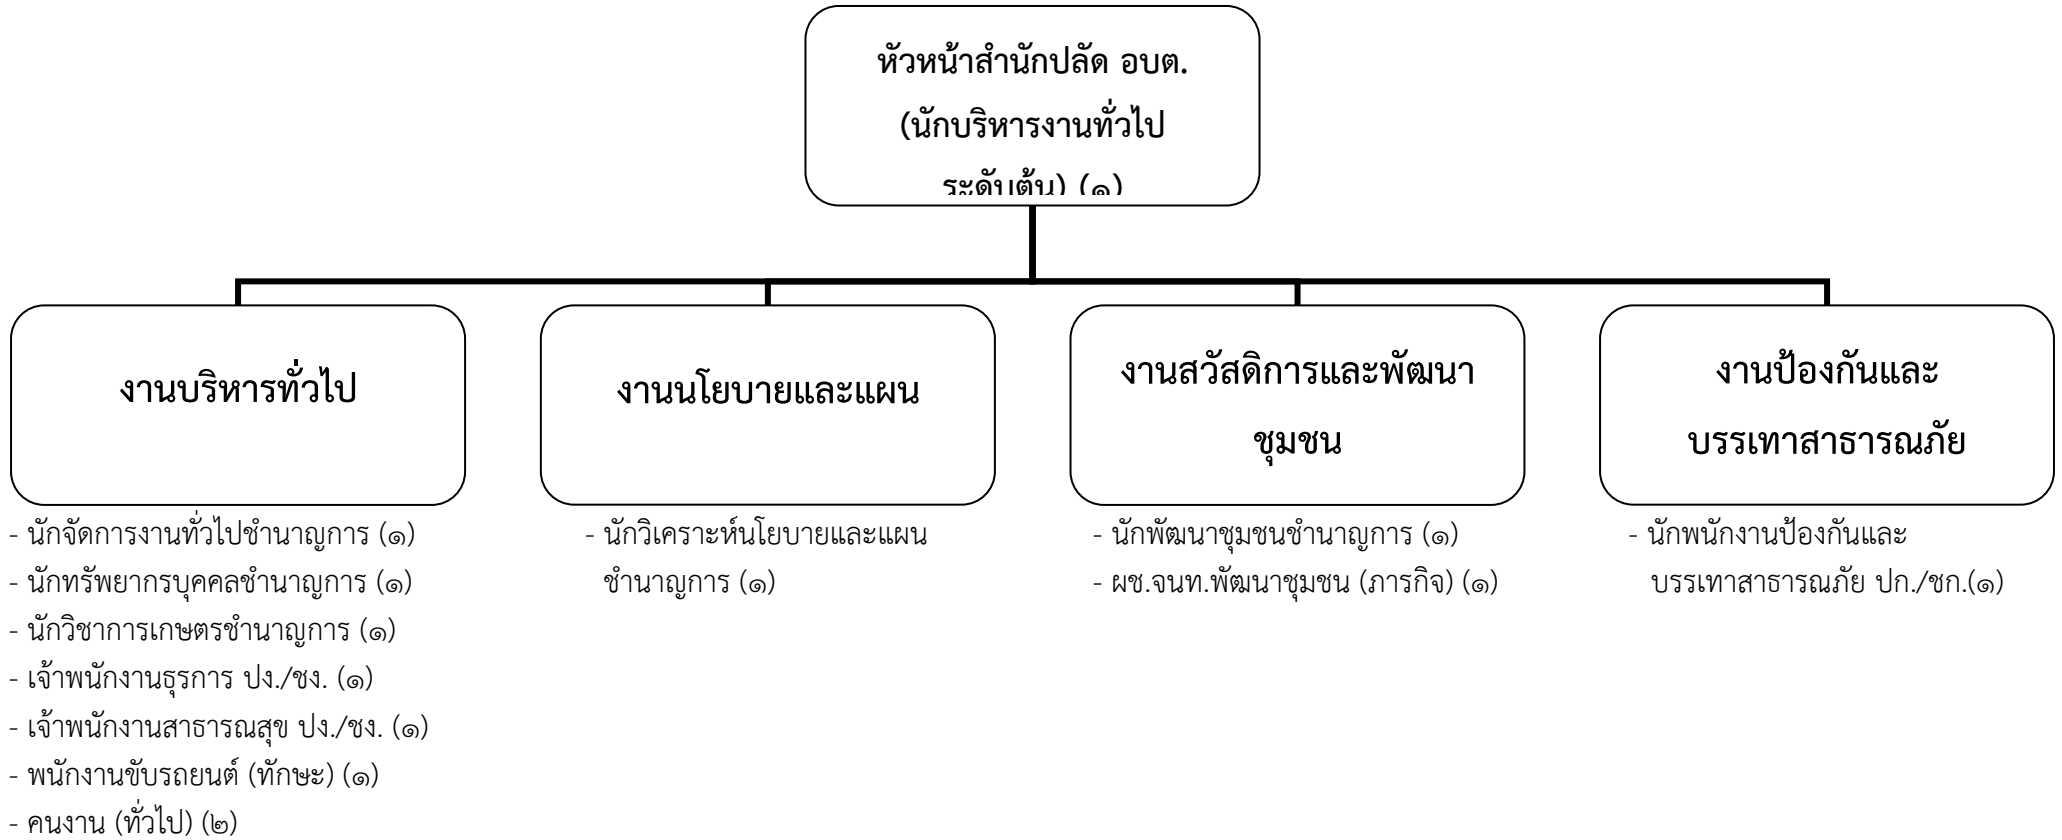 หัวหน้าสำนักปลัด อบต.
(นักบริหารงานทั่วไป
ระดับต้น) (๑)
งานบริหารทั่วไป
งานนโยบายและแผน
งานสวัสดิการและพัฒนา
ชุมชน
งานป้องกันและ
บรรเทาสาธารณภัย
- นักจัดการงานทั่วไปชำนาญการ (๑)
- นักทรัพยากรบุคคลชำนาญการ (๑)
- นักวิชาการเกษตรชำนาญการ (๑)
- เจ้าพนักงานธุรการ ปง./ชง. (๑)
- เจ้าพนักงานสาธารณสุข ปง./ชง. (๑)
- พนักงานขับรถยนต์ (ทักษะ) (๑)
- คนงาน (ทั่วไป) (๒)
- นักวิเคราะห์นโยบายและแผน
ชำนาญการ (๑)
- นักพัฒนาชุมชนชำนาญการ (๑)
- ผช.จนท.พัฒนาชุมชน (ภารกิจ) (๑)
- นักพนักงานป้องกันและ
บรรเทาสาธารณภัย ปก./ชก.(๑)